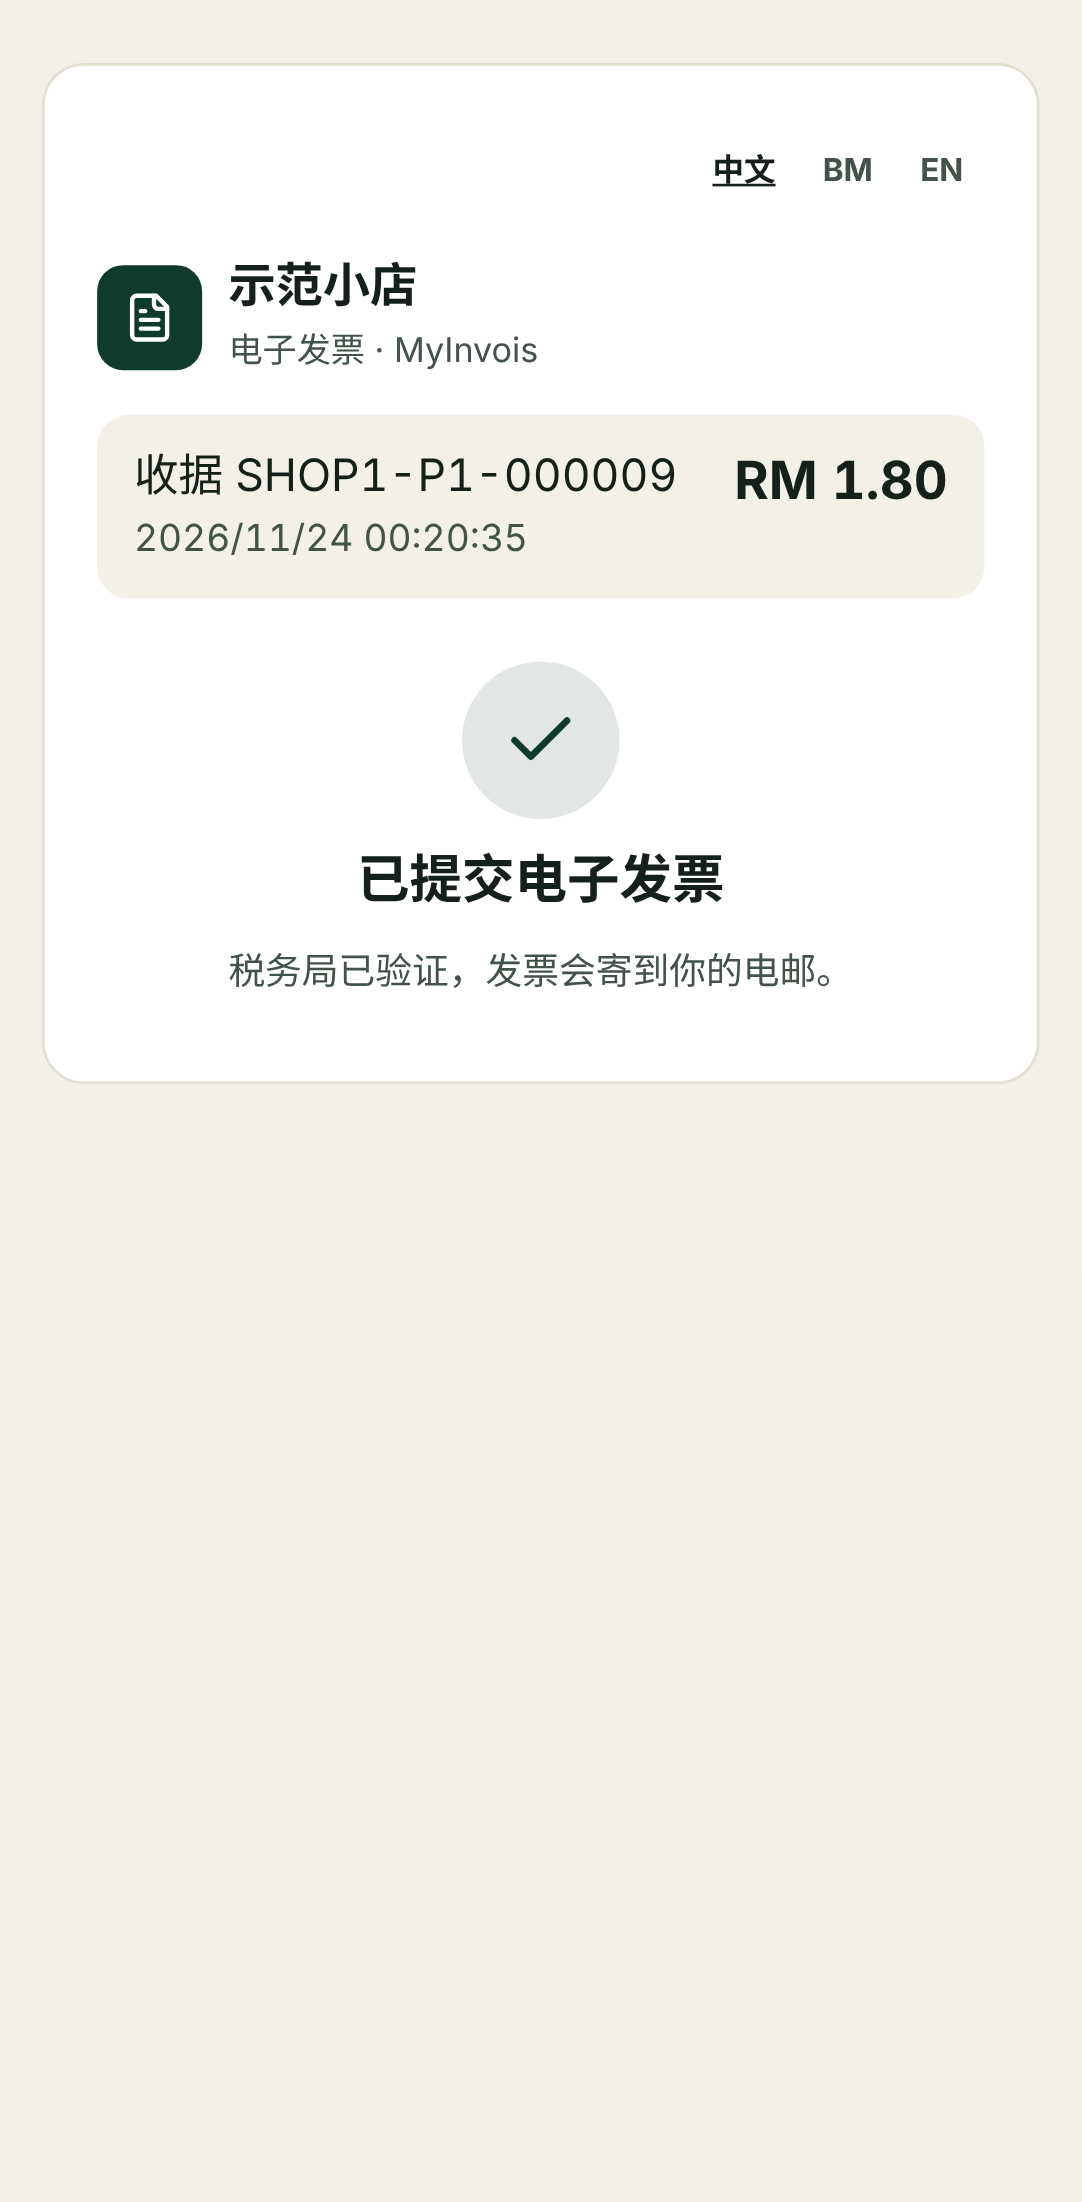 中文 BM EN
示范小店
电子发票 · MyInvois
收据 SHOP1-P1-000009 RM 1.80
2026/11/24 00:20:35
已提交电子发票
税务局已验证，发票会寄到你的电邮。